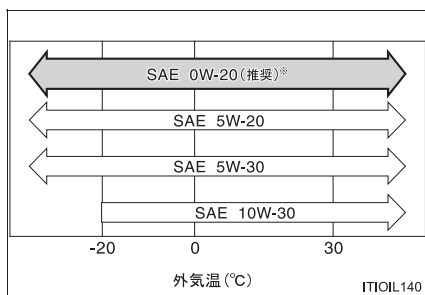 SAE 0W-20(推奨)※
SAE 5W-20
SAE 5W-30
SAE 10W-30
-20 0 30
外気温(℃)
ITIOIL140